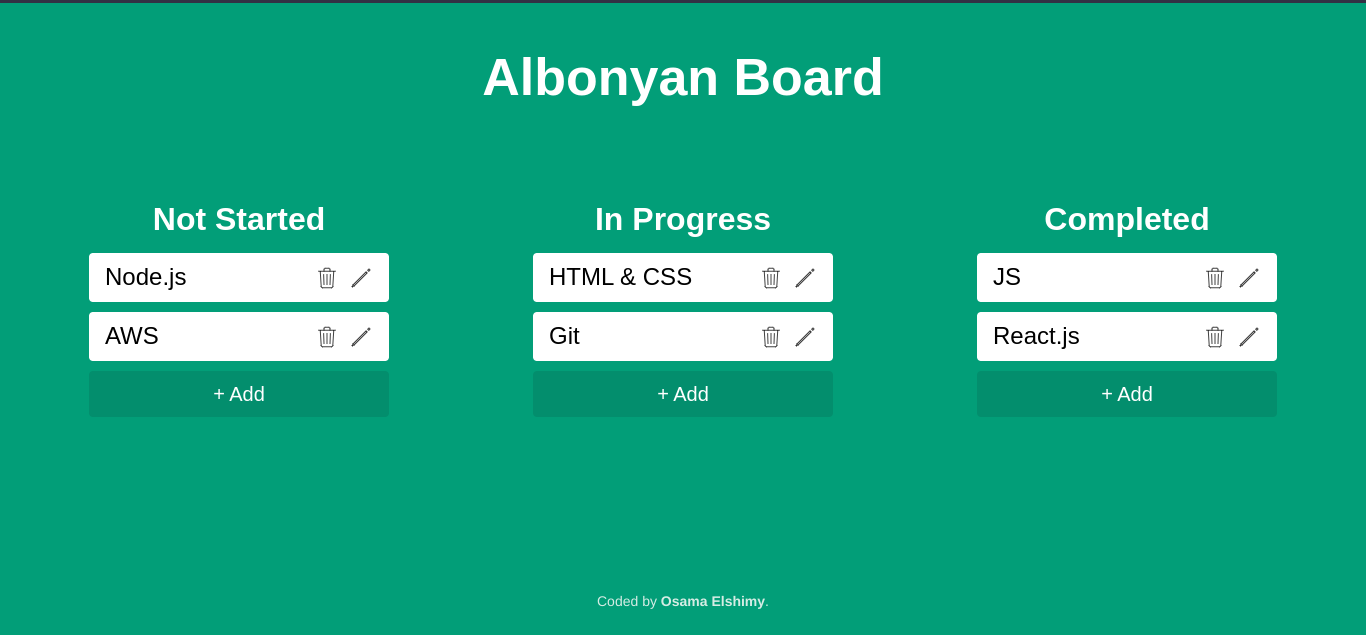 Albonyan Board
Not Started
Node.js
AWS
+ Add
In Progress
HTML & CSS
Git
+ Add
Completed
JS
React.js
+ Add
Coded by Osama Elshimy.